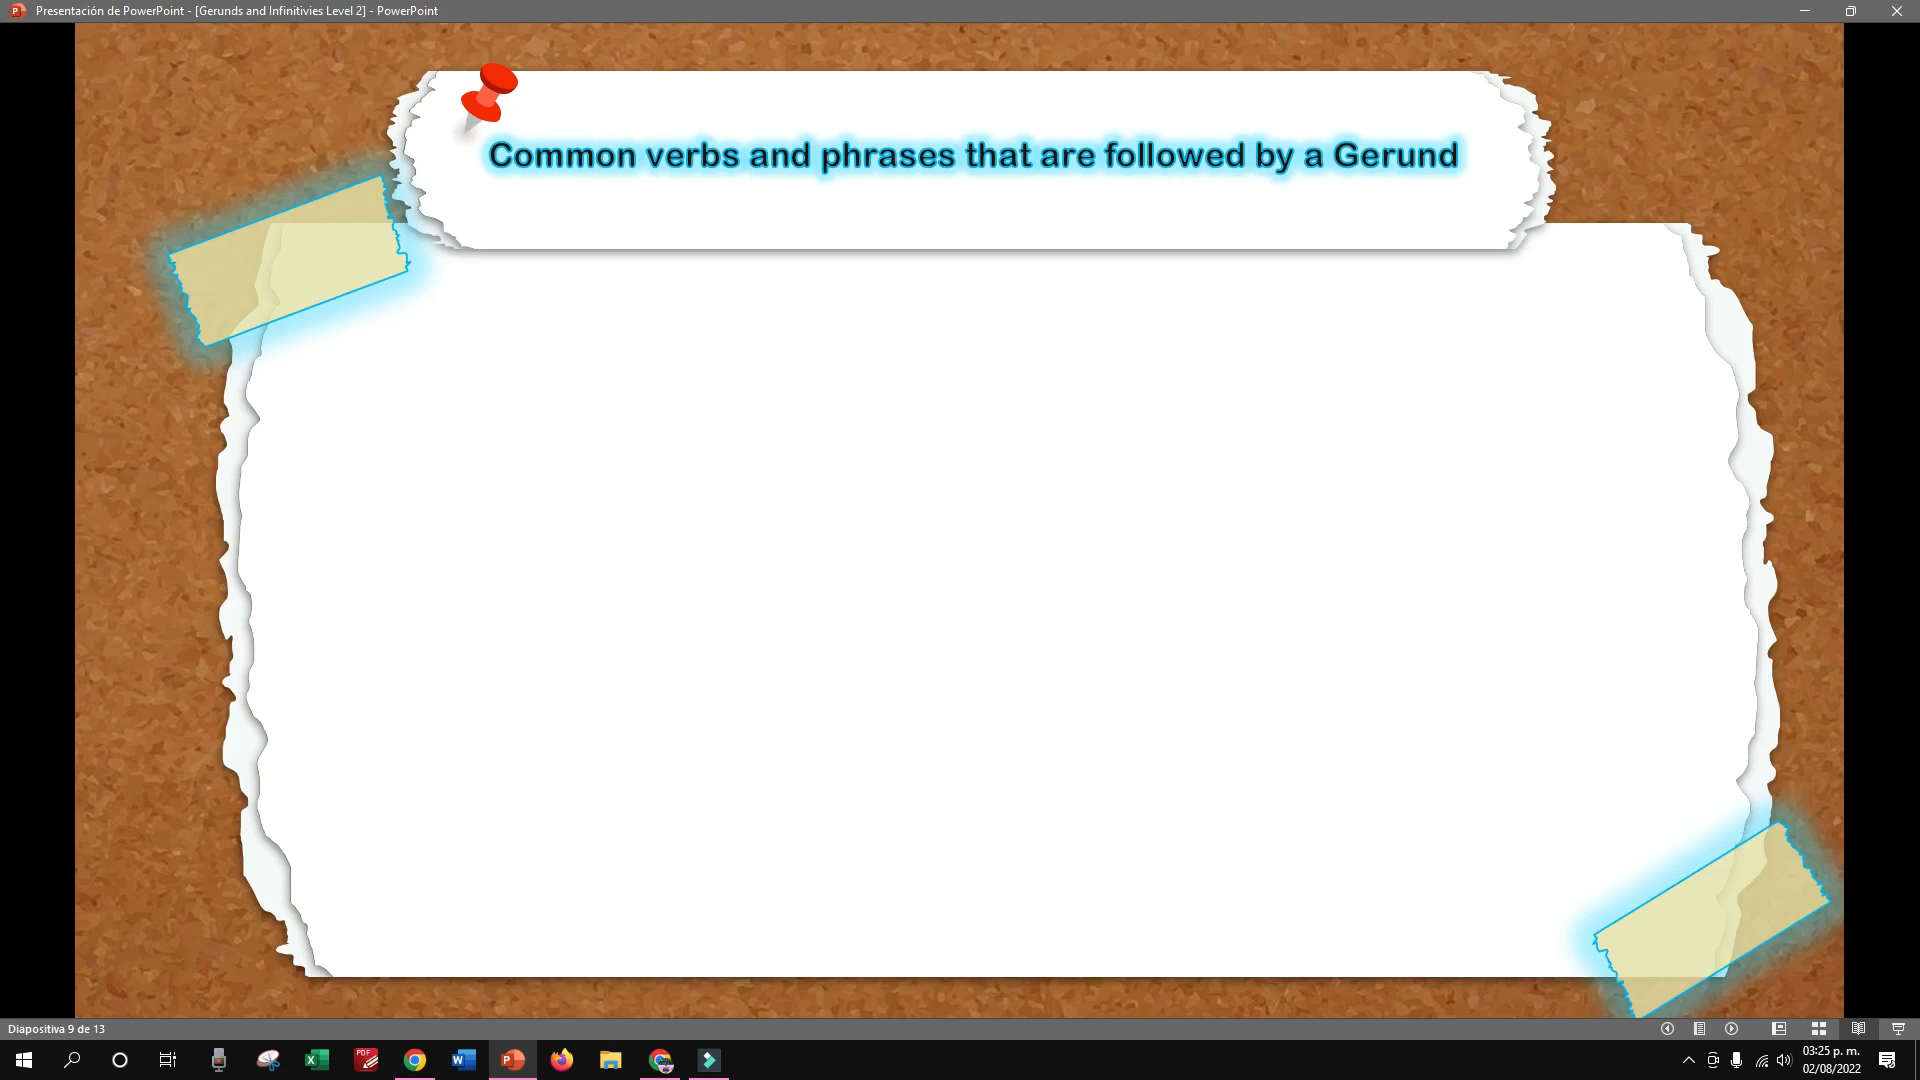 Presentación de PowerPoint - [Gerunds and Infinitivies Level 2] - PowerPoint
Common verbs and phrases that are followed by a Gerund
Diapositiva 9 de 13
03:25 p. m.
02/08/2022